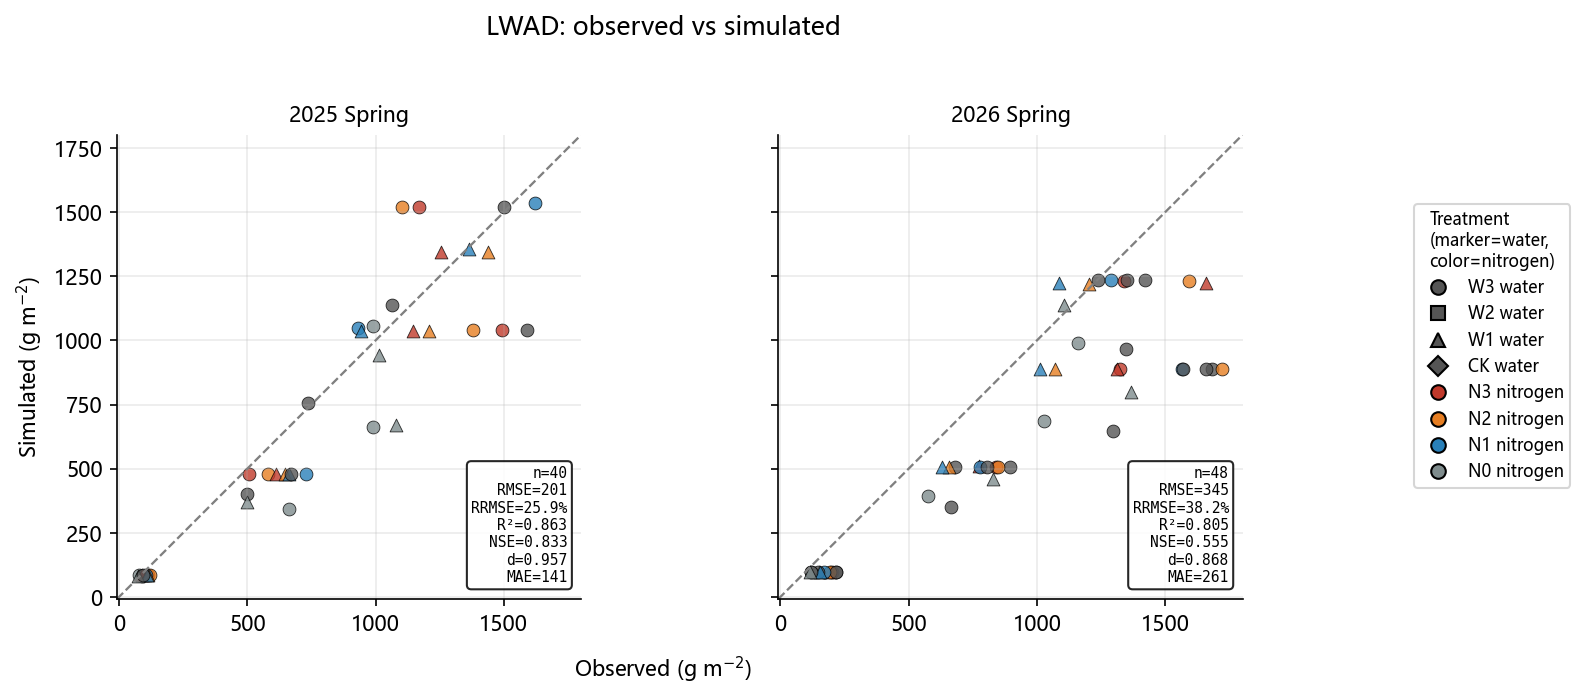 LWAD: observed vs simulated
2025 Spring
2026 Spring
Simulated (g m⁻²)
1750
1500
1250
1000
750
500
250
0
n=40
RMSE=201
RRMSE=25.9%
R²=0.863
NSE=0.833
d=0.957
MAE=141
0 500 1000 1500
n=48
RMSE=345
RRMSE=38.2%
R²=0.805
NSE=0.555
d=0.868
MAE=261
0 500 1000 1500
Observed (g m⁻²)
Treatment
(marker=water,
color=nitrogen)
W3 water
W2 water
W1 water
CK water
N3 nitrogen
N2 nitrogen
N1 nitrogen
N0 nitrogen